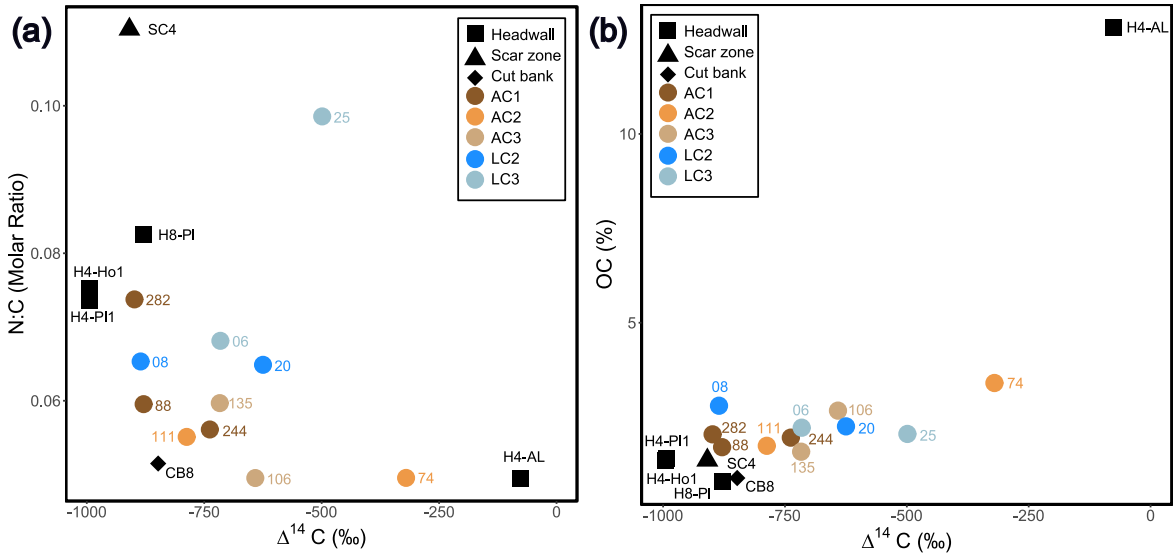 (a)
SC4
Headwall
Scar zone
Cut bank
AC1
AC2
AC3
LC2
LC3
0.10
25
H8-PI
0.08
H4-Ho1
282
H4-PI1
06
08
20
0.06
88
135
111
244
CB8
106
74
H4-AL
N:C (Molar Ratio)
-1000
-750
-500
-250
0
Δ14 C (‰)
(b)
Headwall
Scar zone
Cut bank
AC1
AC2
AC3
LC2
LC3
H4-AL
10
5
OC (%)
74
08
06
106
282
111
20
25
H4-PI1
88
244
135
H4-Ho1
SC4
H8-PI
CB8
-1000
-750
-500
-250
0
Δ14 C (‰)